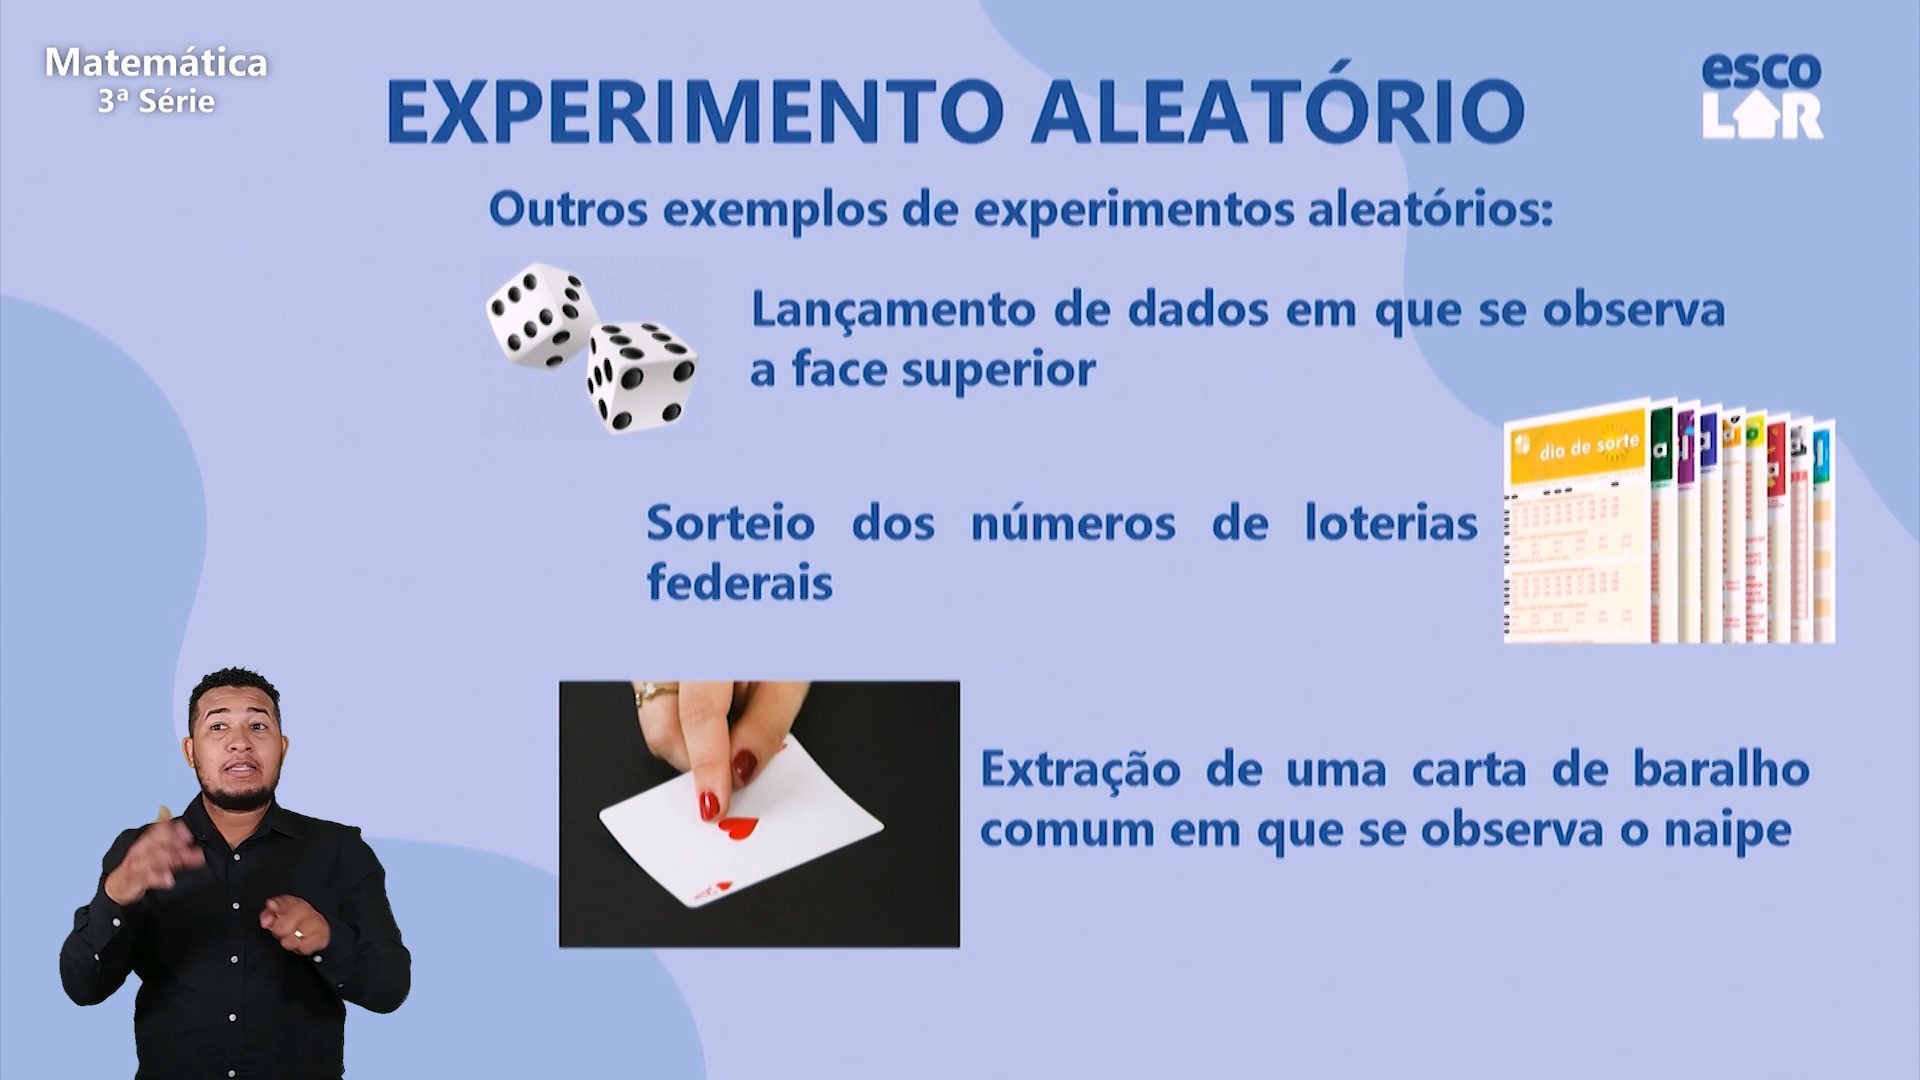 Matemática
3ª Série
esco
LAR
EXPERIMENTO ALEATÓRIO
Outros exemplos de experimentos aleatórios:
Lançamento de dados em que se observa
a face superior
dia de sorte
Sorteio dos números de loterias
federais
Extração de uma carta de baralho
comum em que se observa o naipe